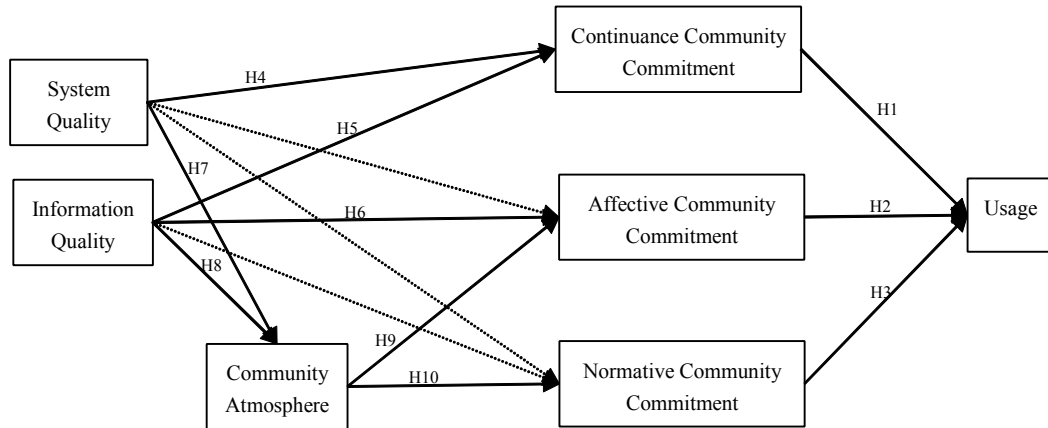 Continuance Community
Commitment
H4
H1
System
Quality
H5
H7
Information
Quality
H6
Affective Community
Commitment
H2
Usage
H8
H3
H9
Community
Atmosphere
H10
Normative Community
Commitment